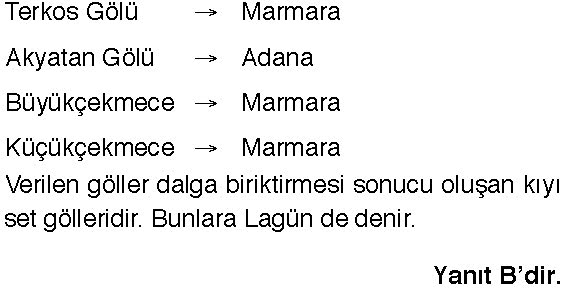 Terkos Gölü → Marmara
Akyatan Gölü → Adana
Büyükçekmece → Marmara
Küçükçekmece → Marmara
Verilen göller dalga biriktirmesi sonucu oluşan kıyı
set gölleridir. Bunlara Lagün de denir.
Yanıt B'dir.